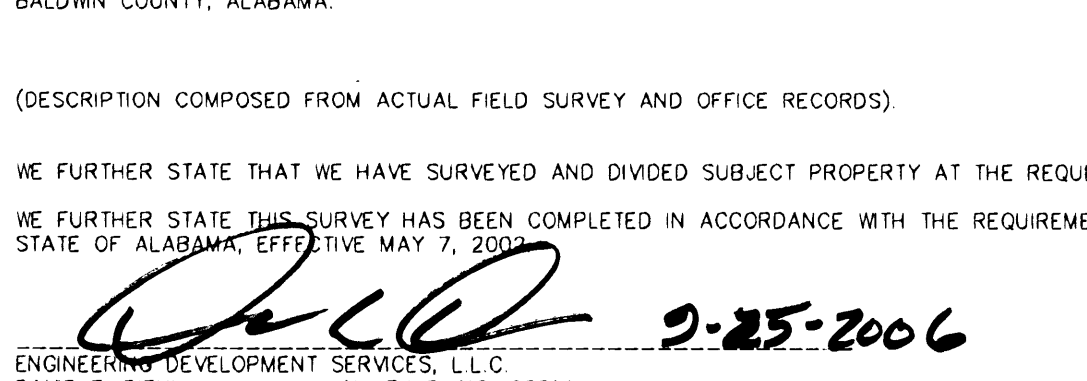 BALDWIN COUNTY, ALABAMA.
(DESCRIPTION COMPOSED FROM ACTUAL FIELD SURVEY AND OFFICE RECORDS).
WE FURTHER STATE THAT WE HAVE SURVEYED AND DIVIDED SUBJECT PROPERTY AT THE REQUE
WE FURTHER STATE THIS SURVEY HAS BEEN COMPLETED IN ACCORDANCE WITH THE REQUIREME
STATE OF ALABAMA, EFFECTIVE MAY 7, 2002
9-25-2006
ENGINEERING DEVELOPMENT SERVICES, L.L.C.